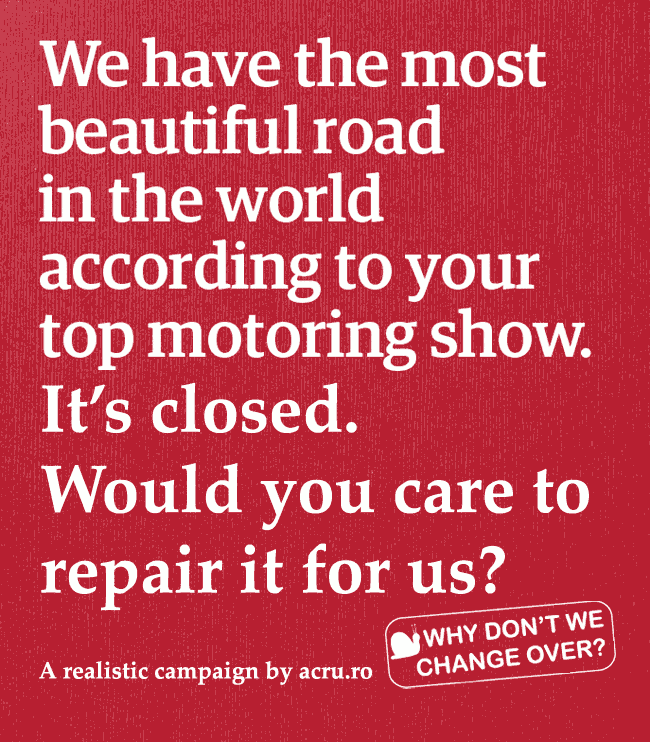 We have the most
beautiful road
in the world
according to your
top motoring show.
It’s closed.
Would you care to
repair it for us?
WHY DON’T WE
CHANGE OVER?
A realistic campaign by acru.ro